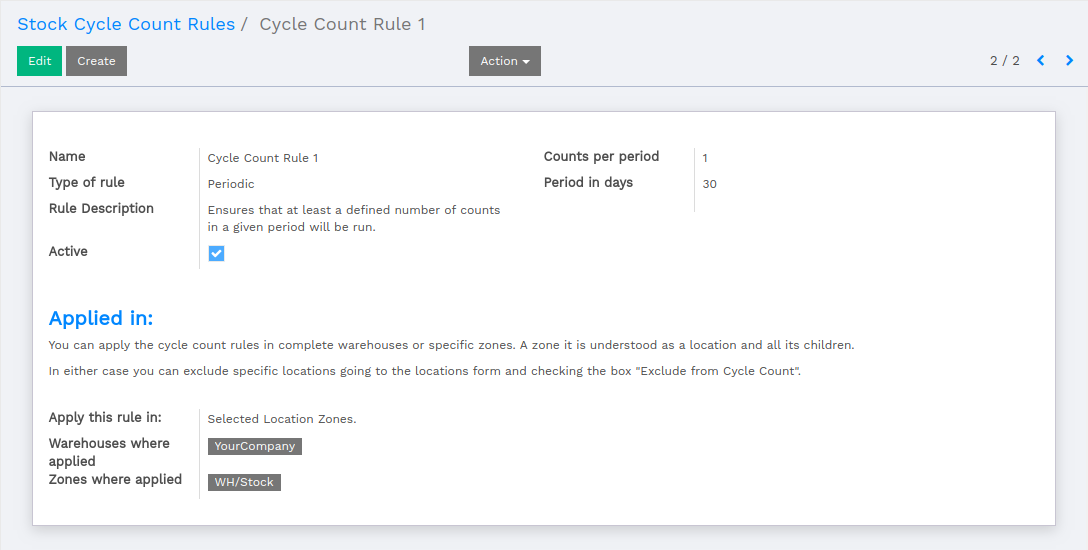 Stock Cycle Count Rules / Cycle Count Rule 1
Edit Create Action 2 / 2
Name Cycle Count Rule 1 Counts per period 1
Type of rule Periodic Period in days 30
Rule Description Ensures that at least a defined number of counts
in a given period will be run.
Active
Applied in:
You can apply the cycle count rules in complete warehouses or specific zones. A zone it is understood as a location and all its children.
In either case you can exclude specific locations going to the locations form and checking the box "Exclude from Cycle Count".
Apply this rule in: Selected Location Zones.
Warehouses where YourCompany
applied
Zones where applied WH/Stock